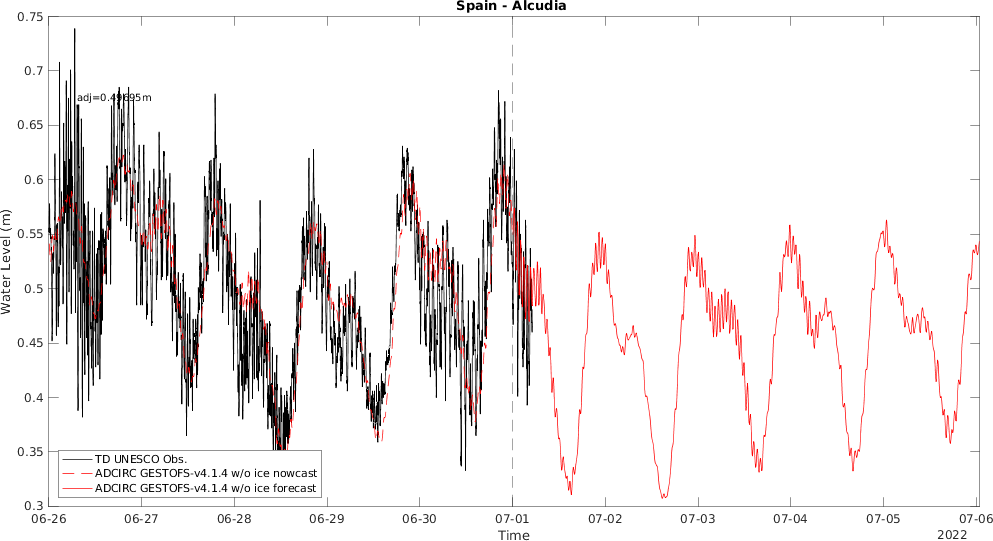 Spain - Alcudia
0.75
0.7
0.65
0.6
0.55
0.5
0.45
0.4
0.35
0.3
Water Level (m)
adj=0.49695m
TD UNESCO Obs.
ADCIRC GESTOFS-v4.1.4 w/o ice nowcast
ADCIRC GESTOFS-v4.1.4 w/o ice forecast
06-26 06-27 06-28 06-29 06-30 07-01 07-02 07-03 07-04 07-05 07-06
Time
2022